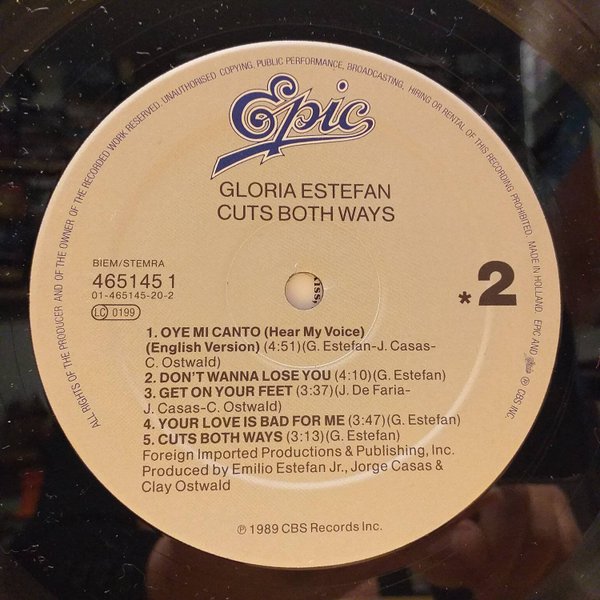 ALL RIGHTS OF THE PRODUCER AND OF THE OWNER OF THE RECORDED WORK RESERVED. UNAUTHORISED COPYING, PUBLIC PERFORMANCE, BROADCASTING, HIRING OR RENTAL OF THIS RECORDING PROHIBITED. MADE IN HOLLAND. EPIC AND ℗ CBS INC.
Epic
GLORIA ESTEFAN
CUTS BOTH WAYS
BIEM/STEMRA
465145 1
01-465145-20-2
LC 0199
*2
1. OYE MI CANTO (Hear My Voice)
(English Version) (4:51)(G. Estefan-J. Casas-
C. Ostwald)
2. DON'T WANNA LOSE YOU (4:10)(G. Estefan)
3. GET ON YOUR FEET (3:37)(J. De Faria-
J. Casas-C. Ostwald)
4. YOUR LOVE IS BAD FOR ME (3:47)(G. Estefan)
5. CUTS BOTH WAYS (3:13)(G. Estefan)
Foreign Imported Productions & Publishing, Inc.
Produced by Emilio Estefan Jr., Jorge Casas &
Clay Ostwald
℗ 1989 CBS Records Inc.